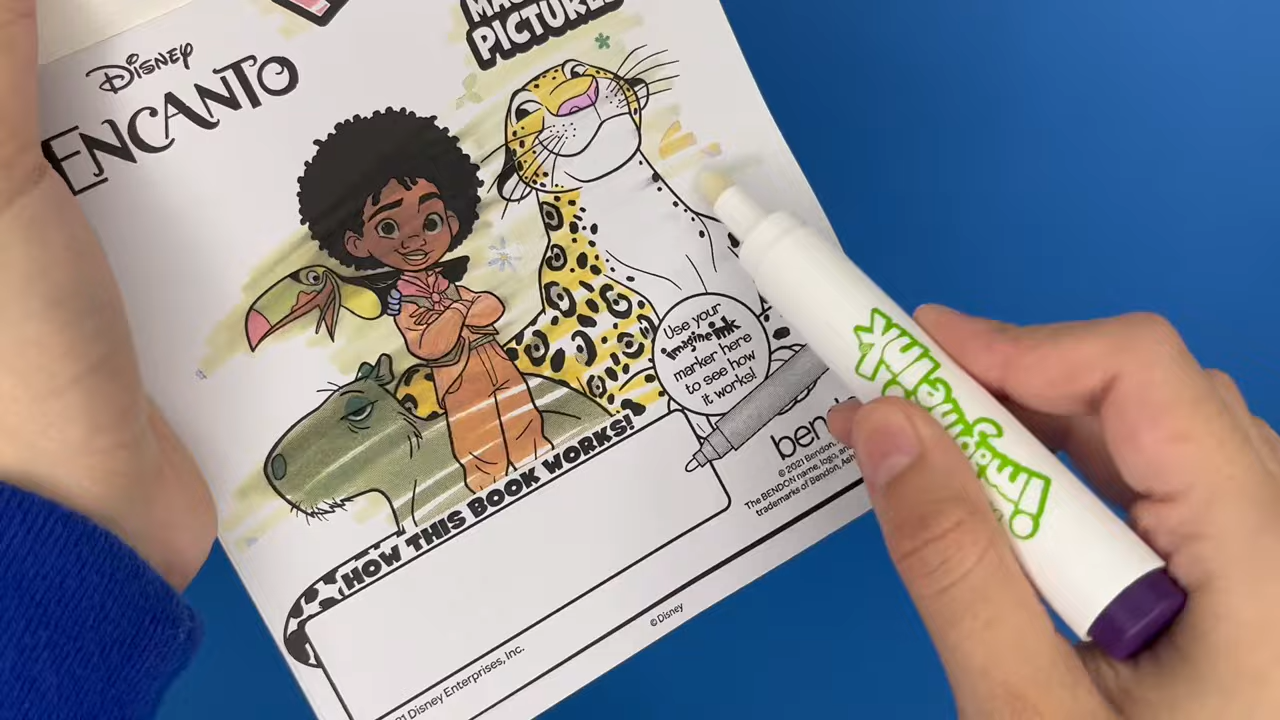 DISNEY
ENCANTO
PICTURES
Use your
imagine ink
marker here
to see how
it works!
HOW THIS BOOK WORKS!
© 2021 Bendon,
The BENDON name, logo, and
trademarks of Bendon,
© Disney
Disney Enterprises, Inc.
imagine Ink